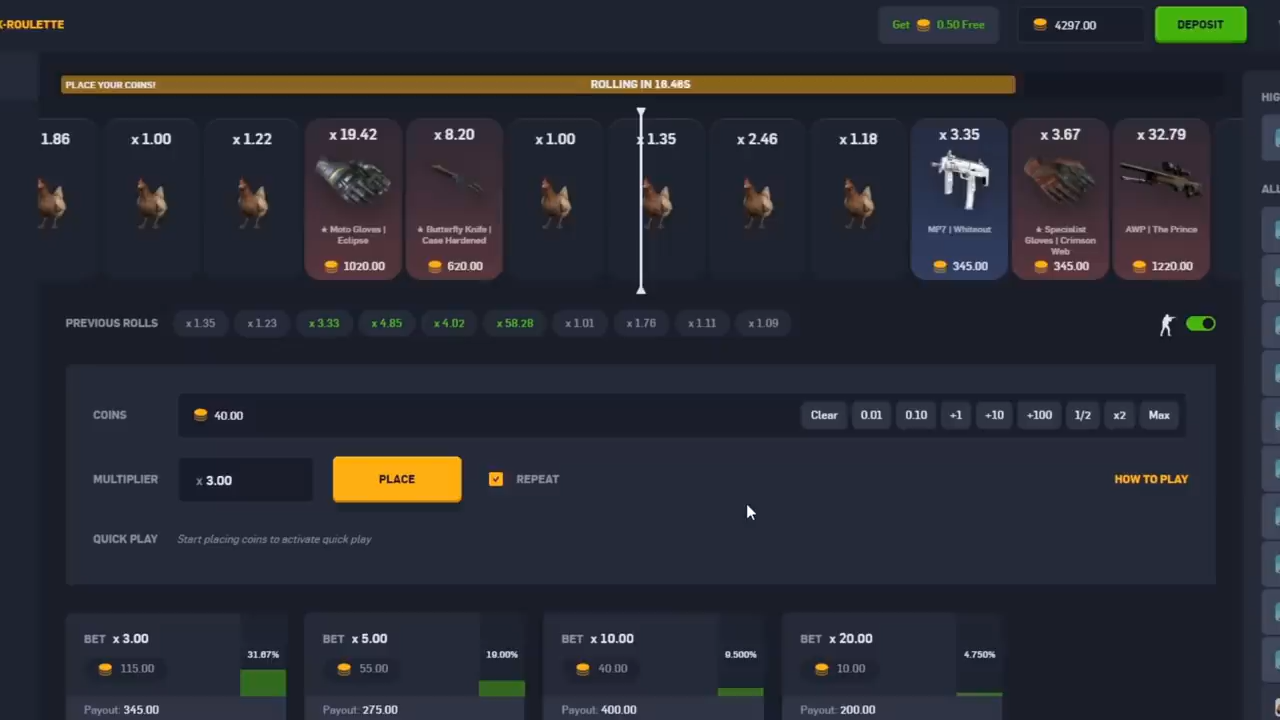 X-ROULETTE
Get 0.50 Free
4297.00
DEPOSIT
PLACE YOUR COINS!
ROLLING IN 16.46S
1.86
x 1.00
x 1.22
x 19.42
★ Moto Gloves |
Eclipse
1020.00
x 8.20
★ Butterfly Knife |
Case Hardened
620.00
x 1.00
x 1.35
x 2.46
x 1.18
x 3.35
MP7 | Whiteout
345.00
x 3.67
★ Specialist
Gloves | Crimson
Web
345.00
x 32.79
AWP | The Prince
1220.00
HIG
ALL
PREVIOUS ROLLS
x 1.35
x 1.23
x 3.33
x 4.85
x 4.02
x 58.28
x 1.01
x 1.76
x 1.11
x 1.09
COINS
40.00
Clear
0.01
0.10
+1
+10
+100
1/2
x2
Max
MULTIPLIER
x 3.00
PLACE
REPEAT
HOW TO PLAY
QUICK PLAY
Start placing coins to activate quick play
BET x 3.00
115.00
31.67%
Payout: 345.00
BET x 5.00
55.00
19.00%
Payout: 275.00
BET x 10.00
40.00
9.500%
Payout: 400.00
BET x 20.00
10.00
4.750%
Payout: 200.00